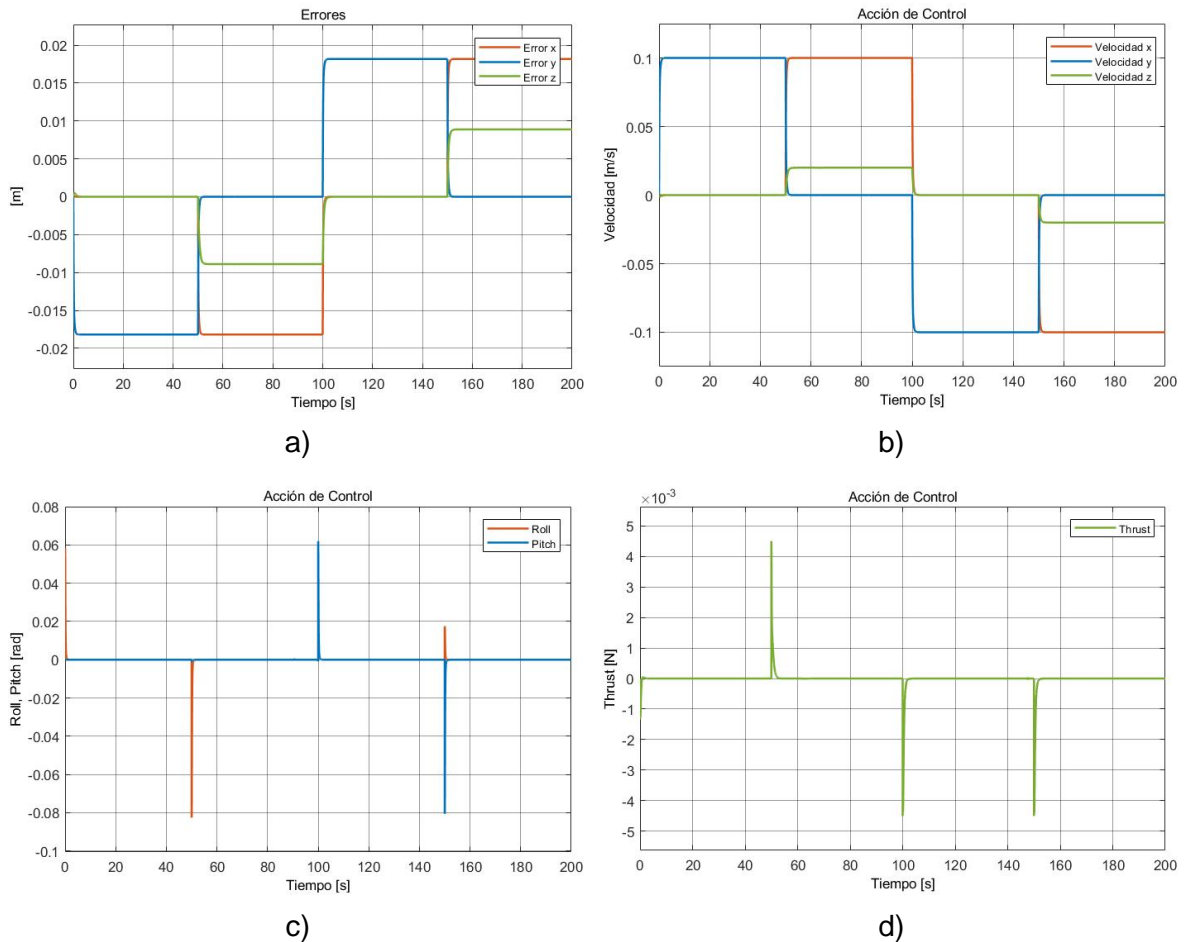 Errores
0.02
0.015
0.01
0.005
0
-0.005
-0.01
-0.015
-0.02
[m]
Error x
Error y
Error z
0 20 40 60 80 100 120 140 160 180 200
Tiempo [s]
a)
Acción de Control
0.1
0.05
0
-0.05
-0.1
Velocidad [m/s]
Velocidad x
Velocidad y
Velocidad z
0 20 40 60 80 100 120 140 160 180 200
Tiempo [s]
b)
Acción de Control
0.08
0.06
0.04
0.02
0
-0.02
-0.04
-0.06
-0.08
-0.1
Roll, Pitch [rad]
Roll
Pitch
0 20 40 60 80 100 120 140 160 180 200
Tiempo [s]
c)
Acción de Control
×10⁻³
5
4
3
2
1
0
-1
-2
-3
-4
-5
Thrust [N]
Thrust
0 20 40 60 80 100 120 140 160 180 200
Tiempo [s]
d)